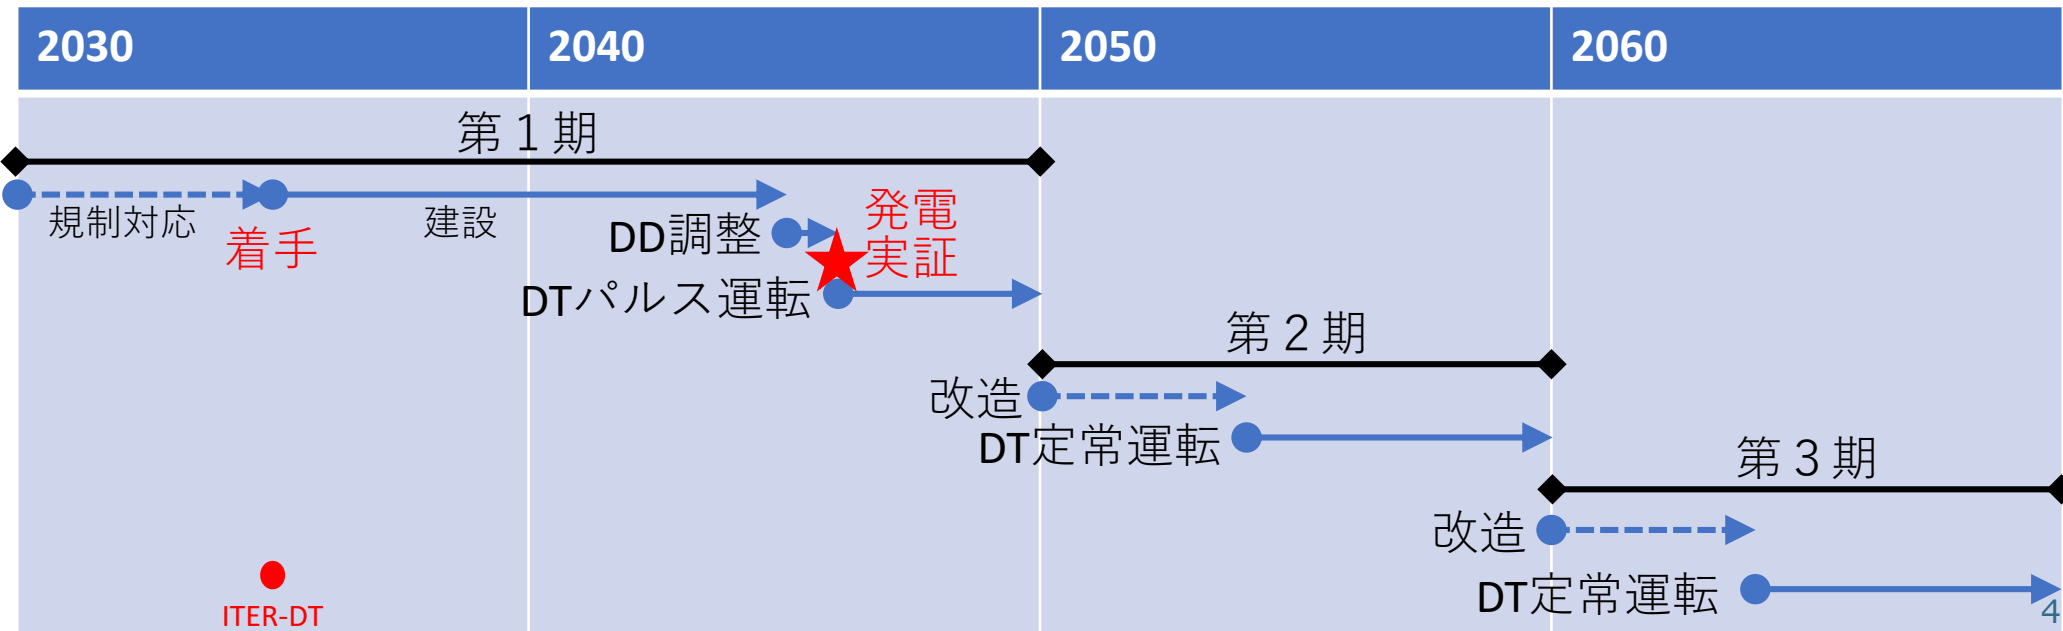 2030
2040
2050
2060
第１期
規制対応
着手
建設
DD調整
発電
実証
DTパルス運転
第２期
改造
DT定常運転
第３期
改造
DT定常運転
ITER-DT
4